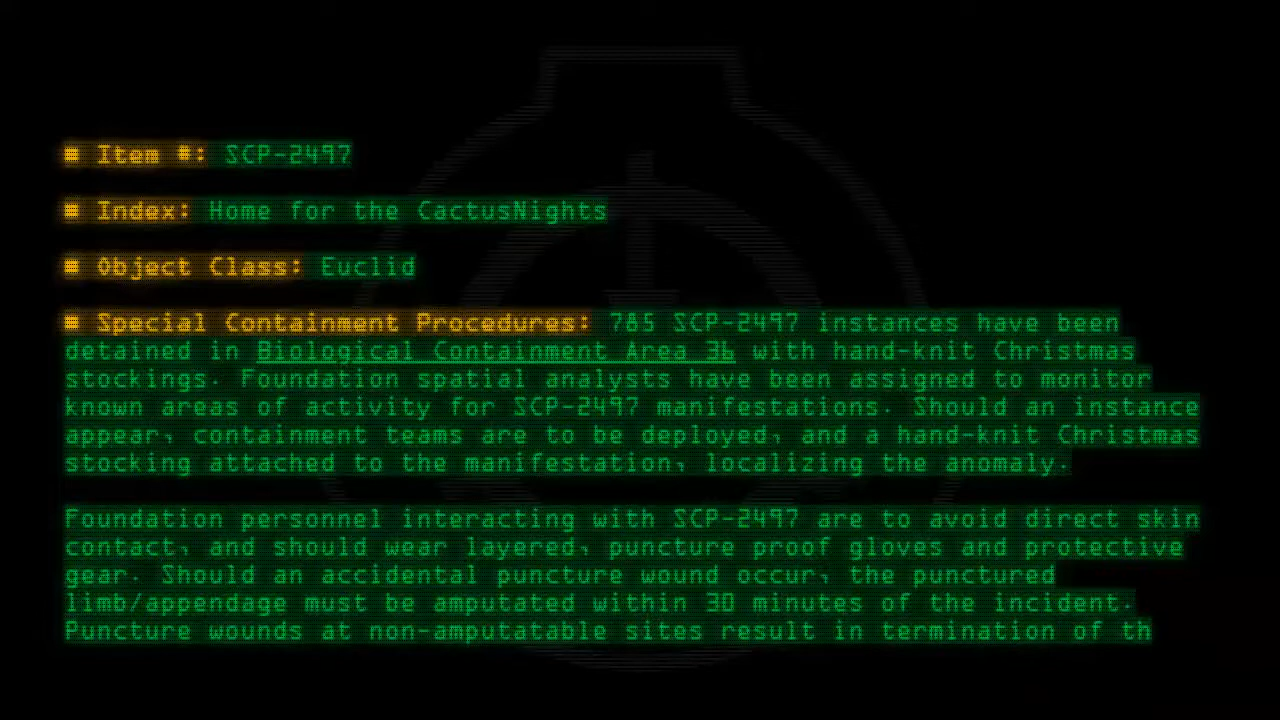 ■ Item #: SCP-2497
■ Index: Home for the CactusNights
■ Object Class: Euclid
■ Special Containment Procedures: 785 SCP-2497 instances have been
detained in Biological Containment Area 36 with hand-knit Christmas
stockings. Foundation spatial analysts have been assigned to monitor
known areas of activity for SCP-2497 manifestations. Should an instance
appear, containment teams are to be deployed, and a hand-knit Christmas
stocking attached to the manifestation, localizing the anomaly.
Foundation personnel interacting with SCP-2497 are to avoid direct skin
contact, and should wear layered, puncture proof gloves and protective
gear. Should an accidental puncture wound occur, the punctured
limb/appendage must be amputated within 30 minutes of the incident.
Puncture wounds at non-amputatable sites result in termination of th